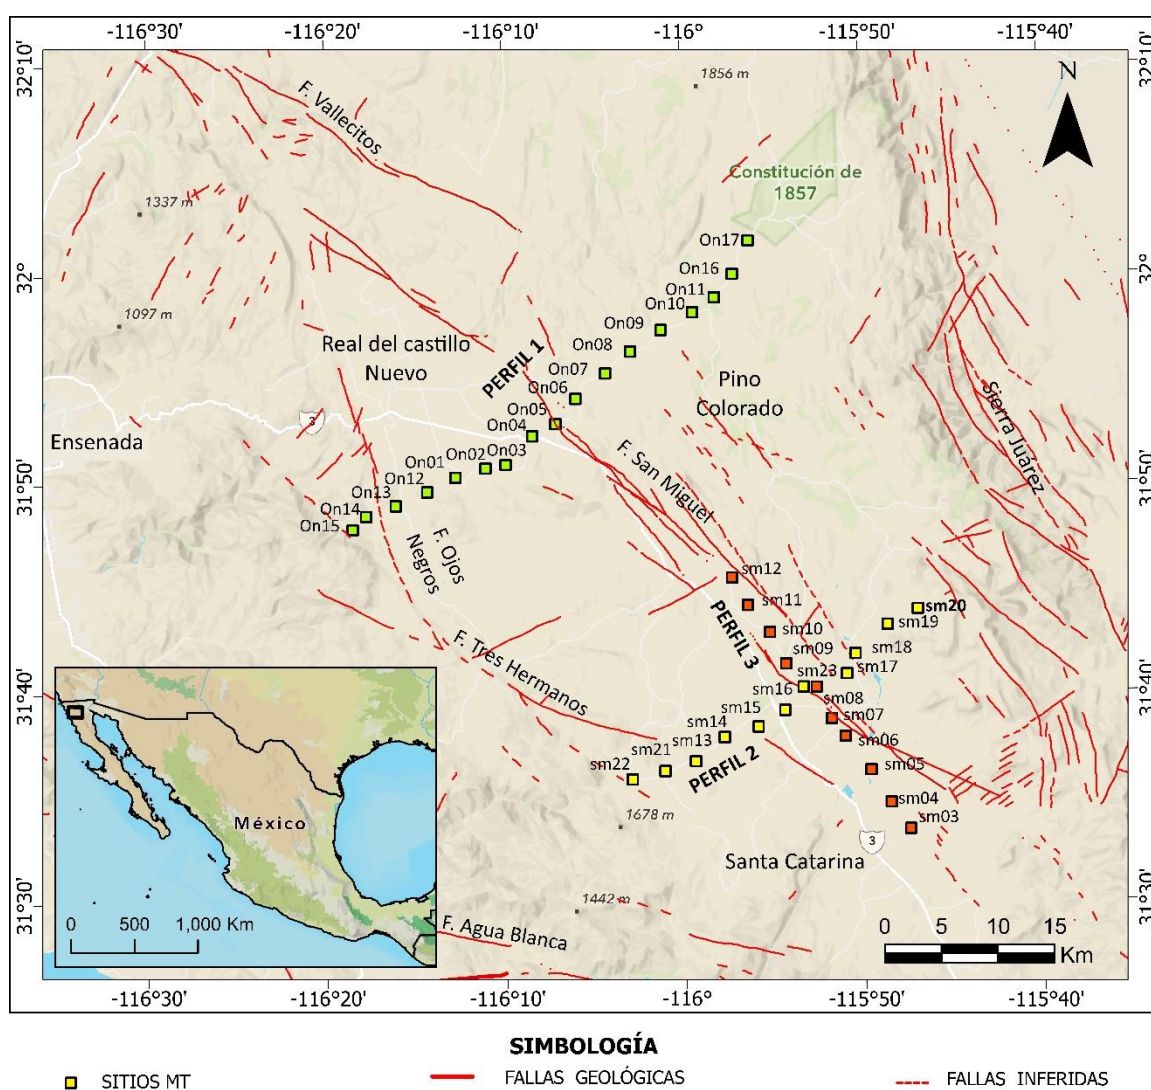 -116°30'
-116°20'
-116°10'
-116°
-115°50'
-115°40'
32°10'
32°10'
N
1856 m
F. Vallecitos
Constitución de
1857
1337 m
On17
32°
32°
On16
On11
On10
1097 m
On09
Real del castillo
Nuevo
PERFIL 1
On08
On07
Pino
Colorado
On06
Sierra Juárez
On05
3
Ensenada
On04
On03
On02
On01
F. San Miguel
31°50'
31°50'
On12
On13
On14
On15
F. Ojos
Negros
sm12
sm11
sm20
sm19
PERFIL 3
sm10
sm18
F. Tres Hermanos
sm09
sm17
31°40'
31°40'
sm23
sm16
sm08
sm15
sm07
sm14
sm06
sm13
sm21
sm22
PERFIL 2
sm05
sm04
sm03
1678 m
3
Santa Catarina
México
31°30'
31°30'
1442 m
F. Agua Blanca
0 500 1,000 Km
0 5 10 15
Km
-116°30'
-116°20'
-116°10'
-116°
-115°50'
-115°40'
SIMBOLOGÍA
SITIOS MT
FALLAS GEOLÓGICAS
FALLAS INFERIDAS